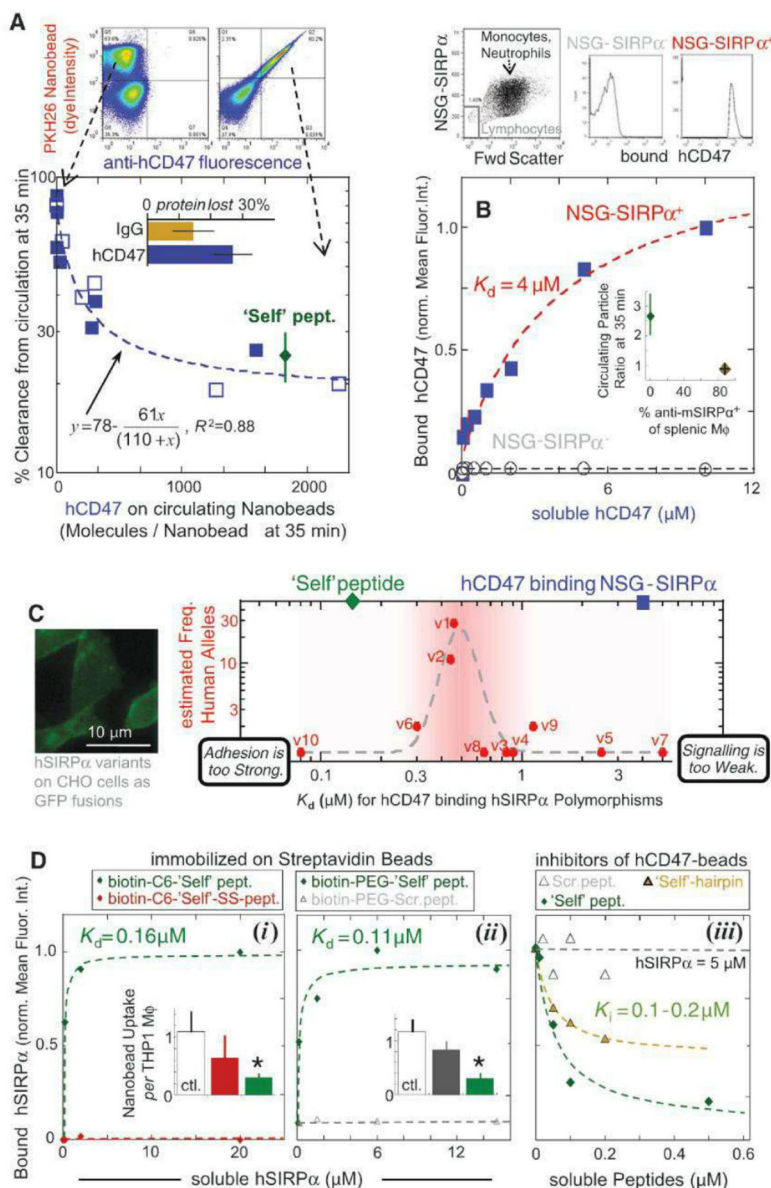 A
PKH26 Nanobead
(dye Intensity)
anti-hCD47 fluorescence
% Clearance from circulation at 35 min
100
30
10
0 protein lost 30%
IgG
hCD47
'Self' pept.
y=78- 61x/(110+x) , R²=0.88
0 1000 2000
hCD47 on circulating Nanobeads
(Molecules / Nanobead at 35 min)
NSG-SIRPα
Monocytes,
Neutrophils
Lymphocytes
Fwd Scatter
NSG-SIRPα⁻
NSG-SIRPα⁺
bound hCD47
B
Bound hCD47 (norm. Mean Fluor.Int.)
1.0
0.5
0
NSG-SIRPα⁺
Kd = 4 μM
NSG-SIRPα⁻
Circulating Particle
Ratio at 35 min
3
2
1
0 40 80
% anti-mSIRPα⁺
of splenic Mϕ
0 6 12
soluble hCD47 (μM)
C
10 μm
hSIRPα variants
on CHO cells as
GFP fusions
'Self' peptide
hCD47 binding NSG-SIRPα
estimated Freq.
Human Alleles
30
10
3
v1
v2
v6
v9
v10
v8
v3
v4
v5
v7
Adhesion is
too Strong.
Signalling is
too Weak.
0.1 0.3 1 3
Kd (μM) for hCD47 binding hSIRPα Polymorphisms
D
immobilized on Streptavidin Beads
inhibitors of hCD47-beads
biotin-C6-'Self' pept.
biotin-C6-'Self'-SS-pept.
biotin-PEG-'Self' pept.
biotin-PEG-Scr.pept.
Scr.pept.
'Self'-hairpin
'Self' pept.
Bound hSIRPα (norm. Mean Fluor. Int.)
1.0
0.5
0
Kd=0.16μM
(i)
Nanobead Uptake
per THP1 Mϕ
1
0
ctl.
*
0 10 20
Kd=0.11μM
(ii)
1
0
ctl.
*
0 5 10 15
soluble hSIRPα (μM)
(iii)
hSIRPα = 5 μM
Ki=0.1-0.2μM
0 0.2 0.4 0.6
soluble Peptides (μM)